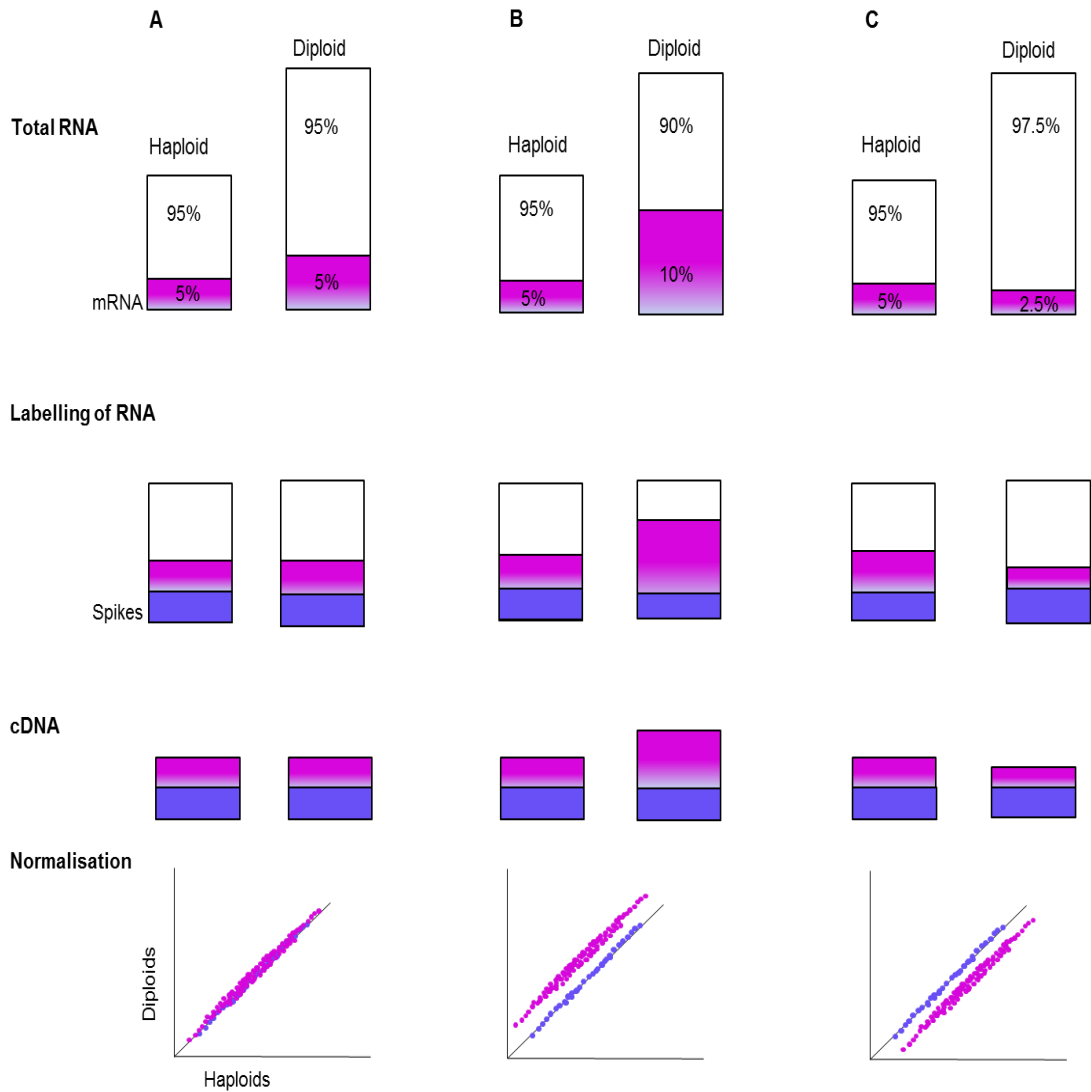 A
B
C
Diploid
Diploid
Diploid
Total RNA
95%
90%
97.5%
Haploid
Haploid
Haploid
95%
95%
95%
5%
5%
5%
10%
5%
2.5%
mRNA
Labelling of RNA
Spikes
cDNA
Normalisation
Diploids
Haploids